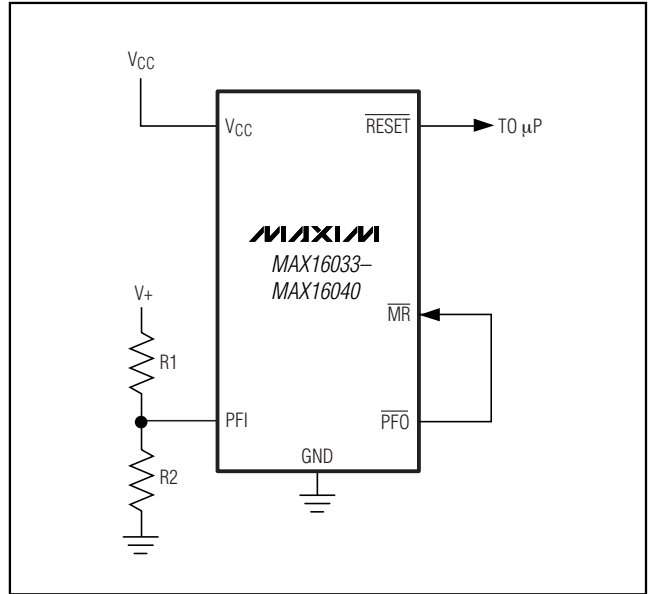 VCC
VCC
RESET
TO μP
MAXIM
MAX16033–
MAX16040
V+
MR
R1
PFI
PFO
GND
R2